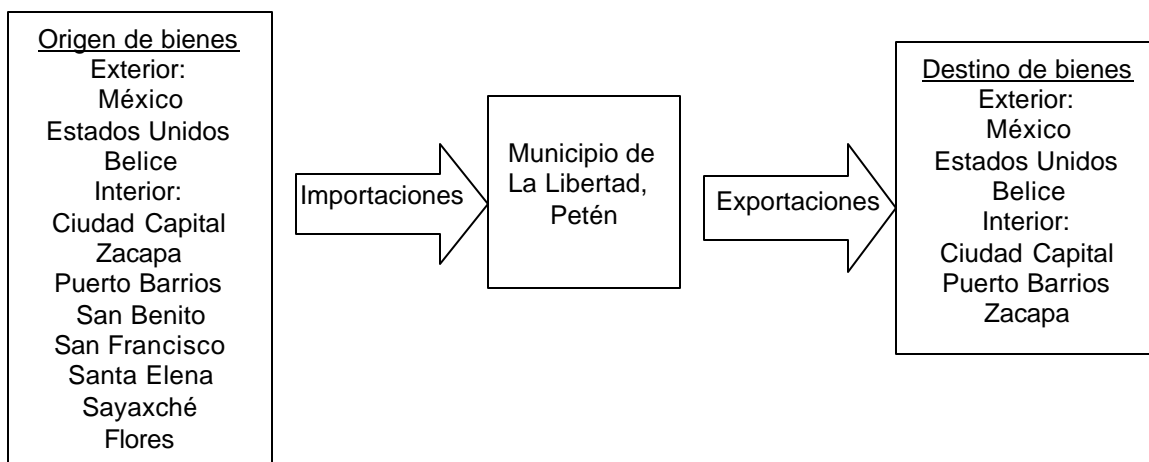 Origen de bienes
Exterior:
México
Estados Unidos
Belice
Interior:
Ciudad Capital
Zacapa
Puerto Barrios
San Benito
San Francisco
Santa Elena
Sayaxché
Flores
Importaciones
Municipio de
La Libertad,
Petén
Exportaciones
Destino de bienes
Exterior:
México
Estados Unidos
Belice
Interior:
Ciudad Capital
Puerto Barrios
Zacapa